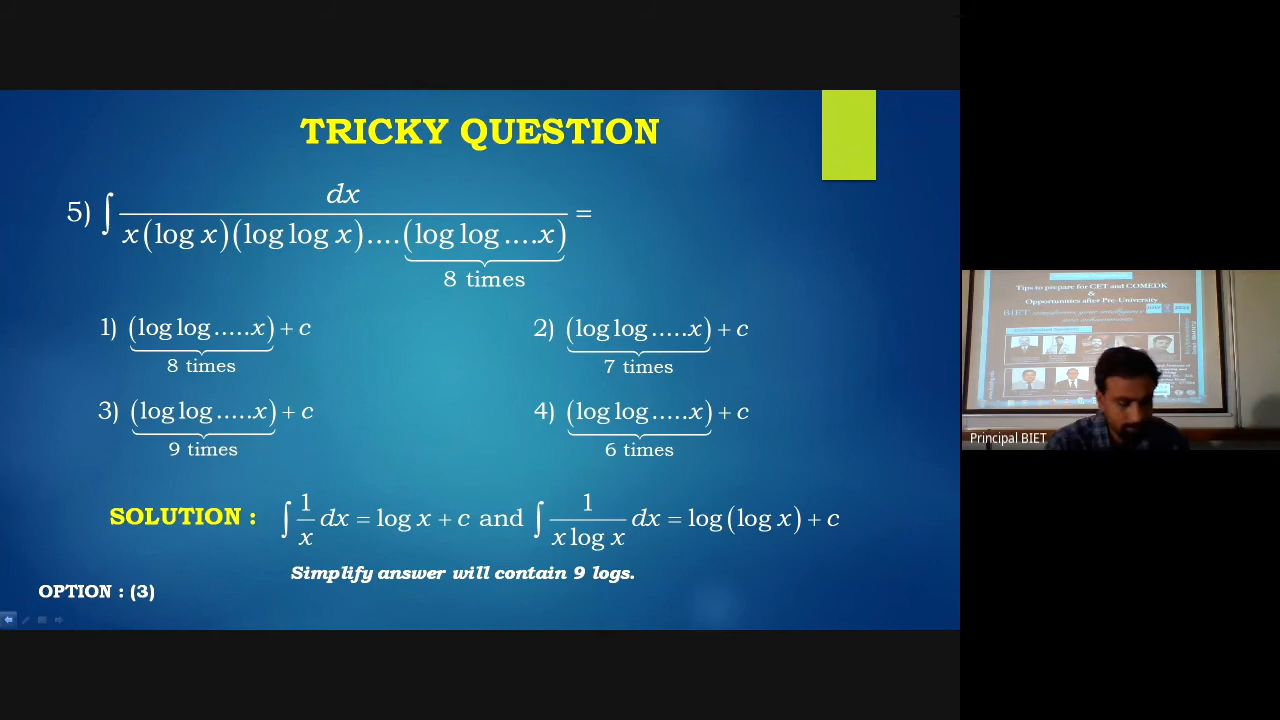 TRICKY QUESTION
5) ∫ dx / x(log x)(log log x)....(log log ....x) =
8 times
1) (log log .....x) + c
8 times
2) (log log .....x) + c
7 times
3) (log log .....x) + c
9 times
4) (log log .....x) + c
6 times
SOLUTION : ∫ 1/x dx = log x + c and ∫ 1/(x log x) dx = log(log x) + c
Simplify answer will contain 9 logs.
OPTION : (3)
Tips to prepare for CET and COMEDK
&
Opportunities after Pre-University
Principal BIET